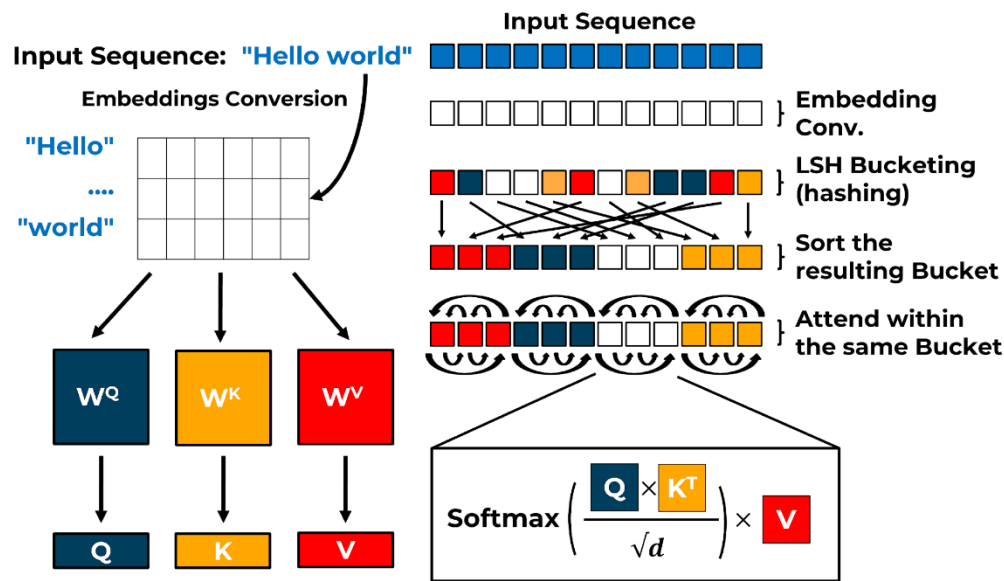 Input Sequence: "Hello world"
Embeddings Conversion
"Hello"
....
"world"
W^Q
W^K
W^V
Q
K
V
Input Sequence
Embedding
Conv.
LSH Bucketing
(hashing)
Sort the
resulting Bucket
Attend within
the same Bucket
Softmax ( Q × K^T / √d ) × V